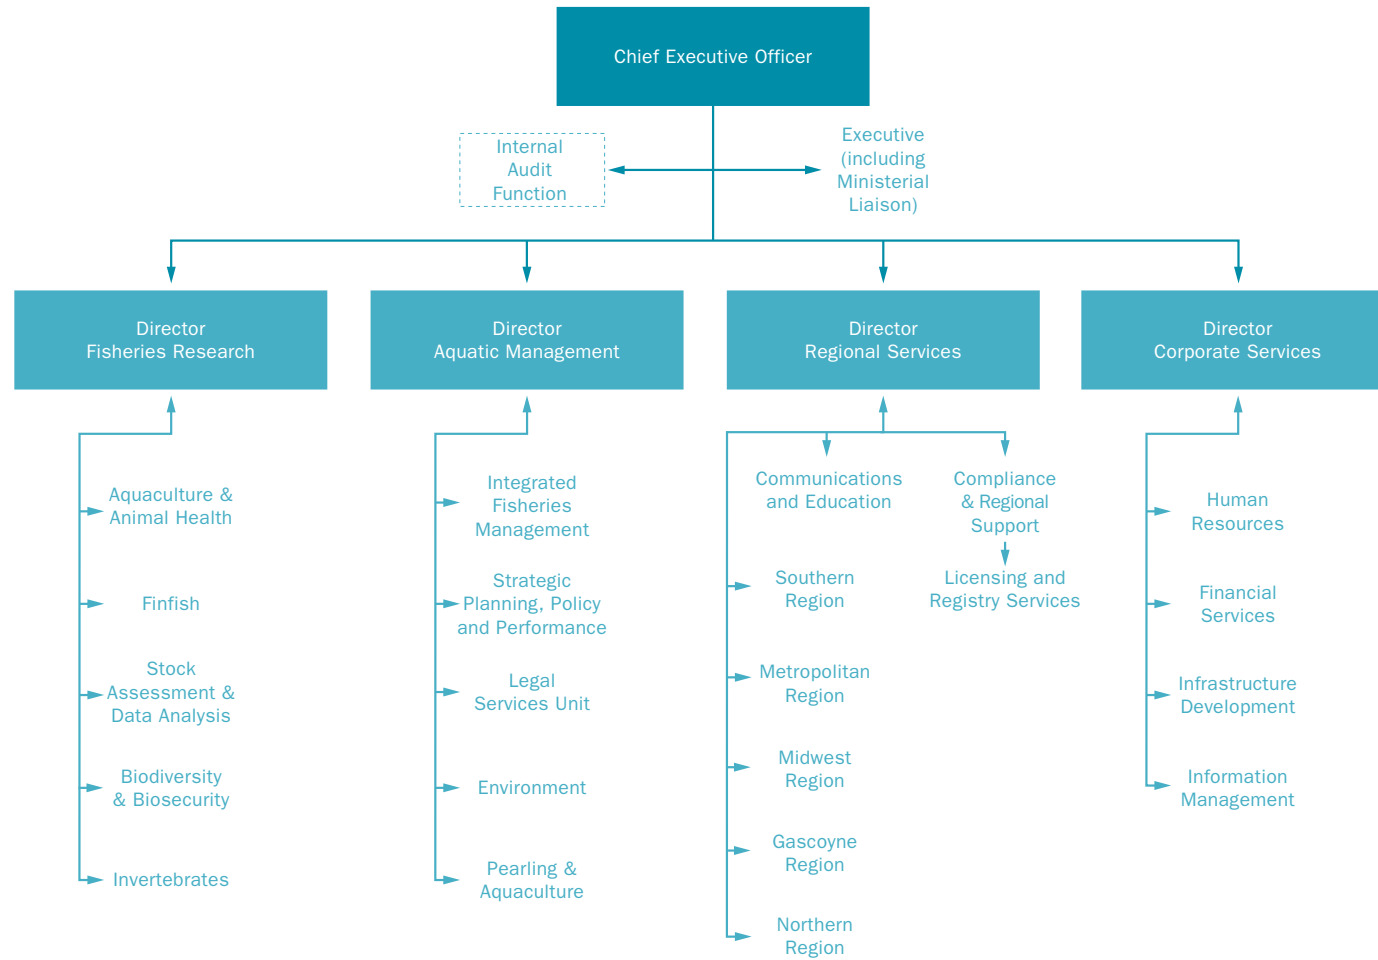 Chief Executive Officer
Internal
Audit
Function
Executive
(including
Ministerial
Liaison)
Director
Fisheries Research
Director
Aquatic Management
Director
Regional Services
Director
Corporate Services
Aquaculture &
Animal Health
Finfish
Stock
Assessment &
Data Analysis
Biodiversity
& Biosecurity
Invertebrates
Integrated
Fisheries
Management
Strategic
Planning, Policy
and Performance
Legal
Services Unit
Environment
Pearling &
Aquaculture
Communications
and Education
Compliance
& Regional
Support
Licensing and
Registry Services
Southern
Region
Metropolitan
Region
Midwest
Region
Gascoyne
Region
Northern
Region
Human
Resources
Financial
Services
Infrastructure
Development
Information
Management